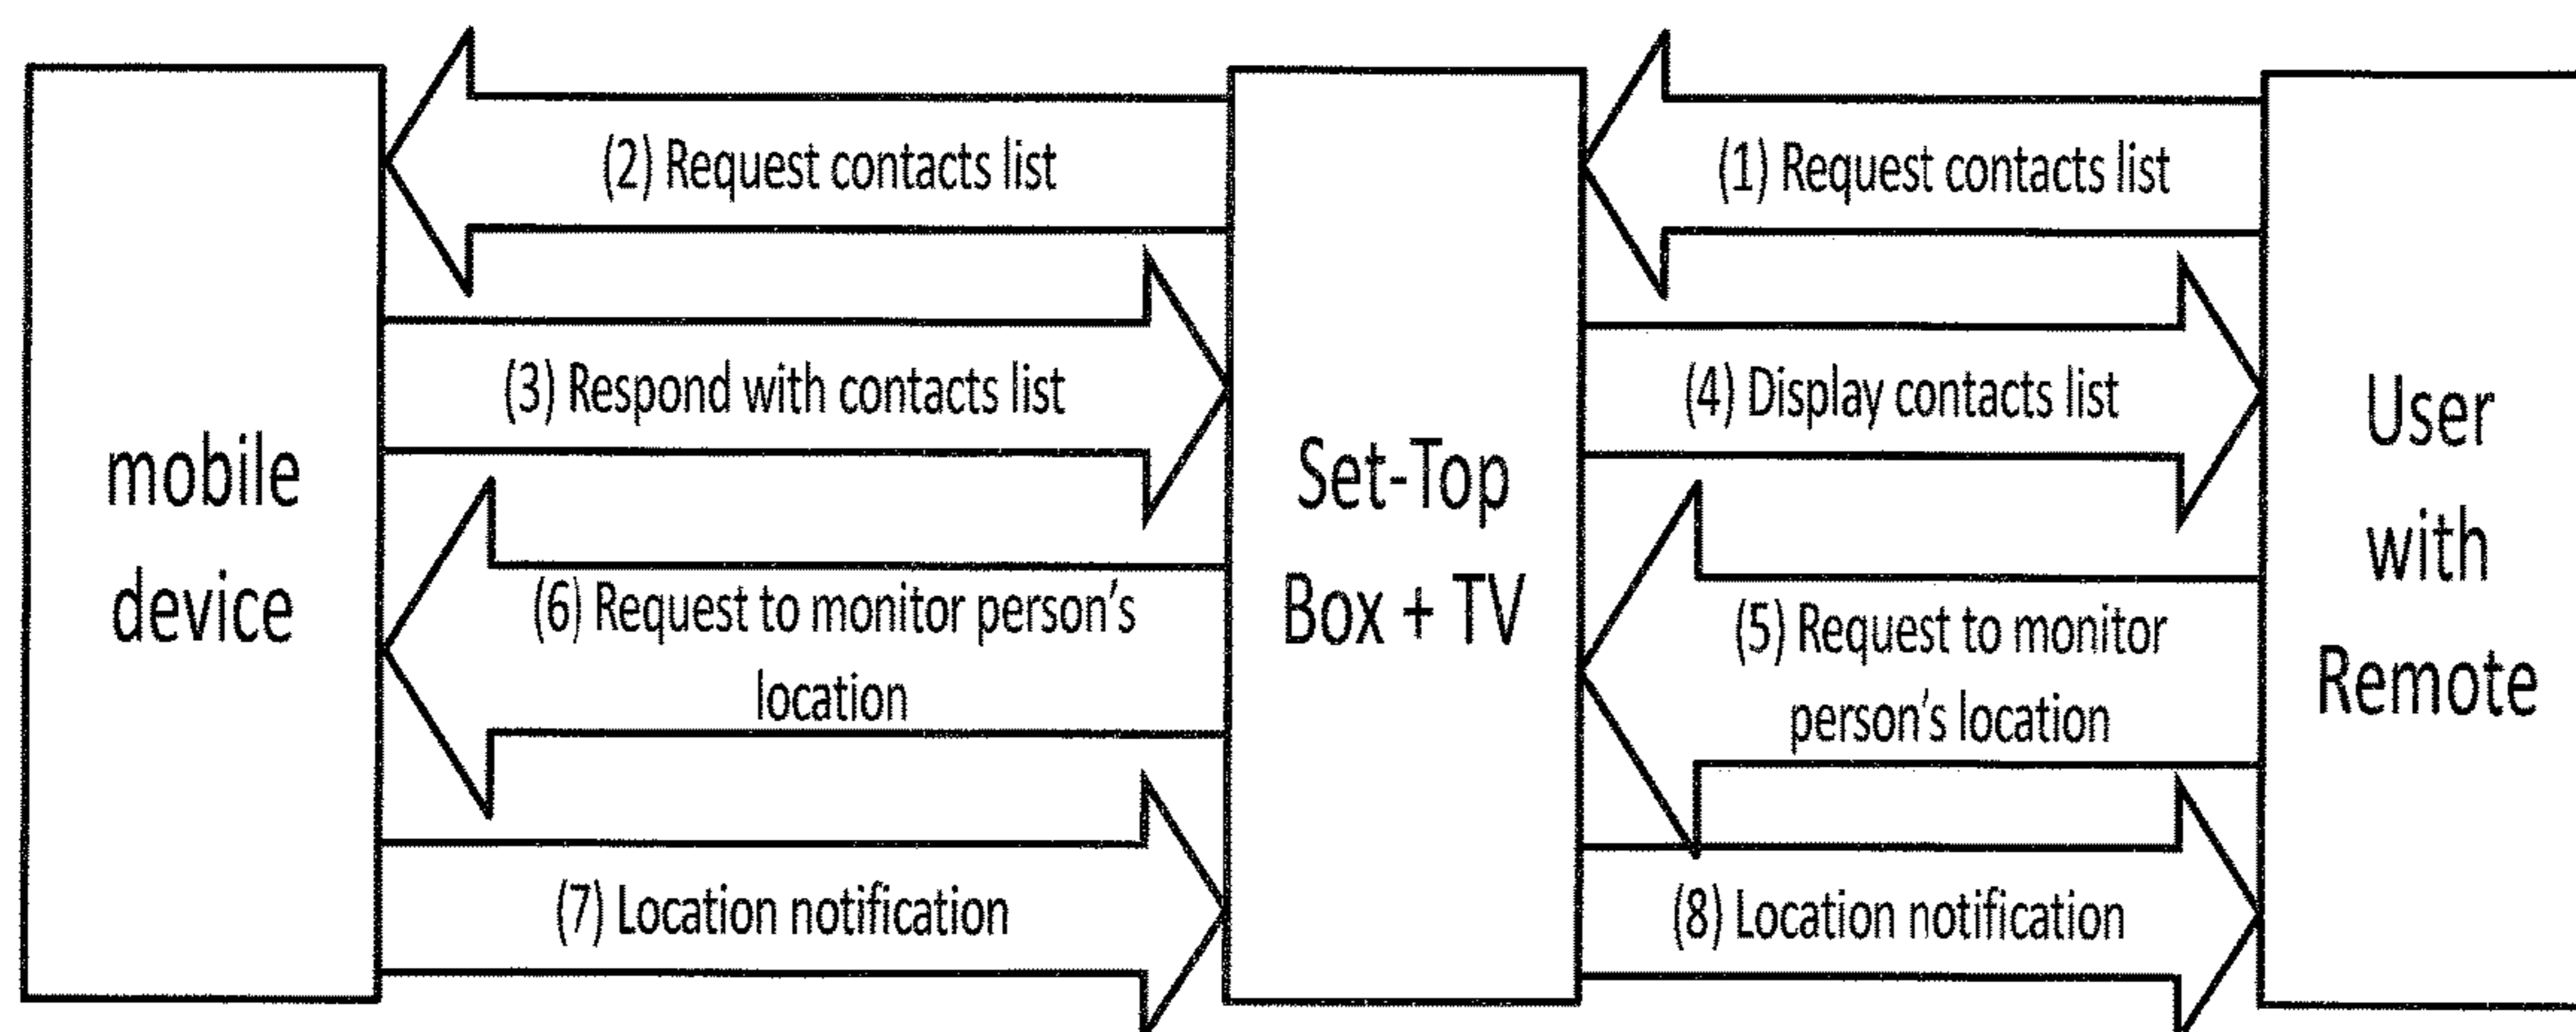 mobile
device
(2) Request contacts list
(3) Respond with contacts list
(6) Request to monitor person's
location
(7) Location notification
Set-Top
Box + TV
(1) Request contacts list
(4) Display contacts list
(5) Request to monitor
person's location
(8) Location notification
User
with
Remote